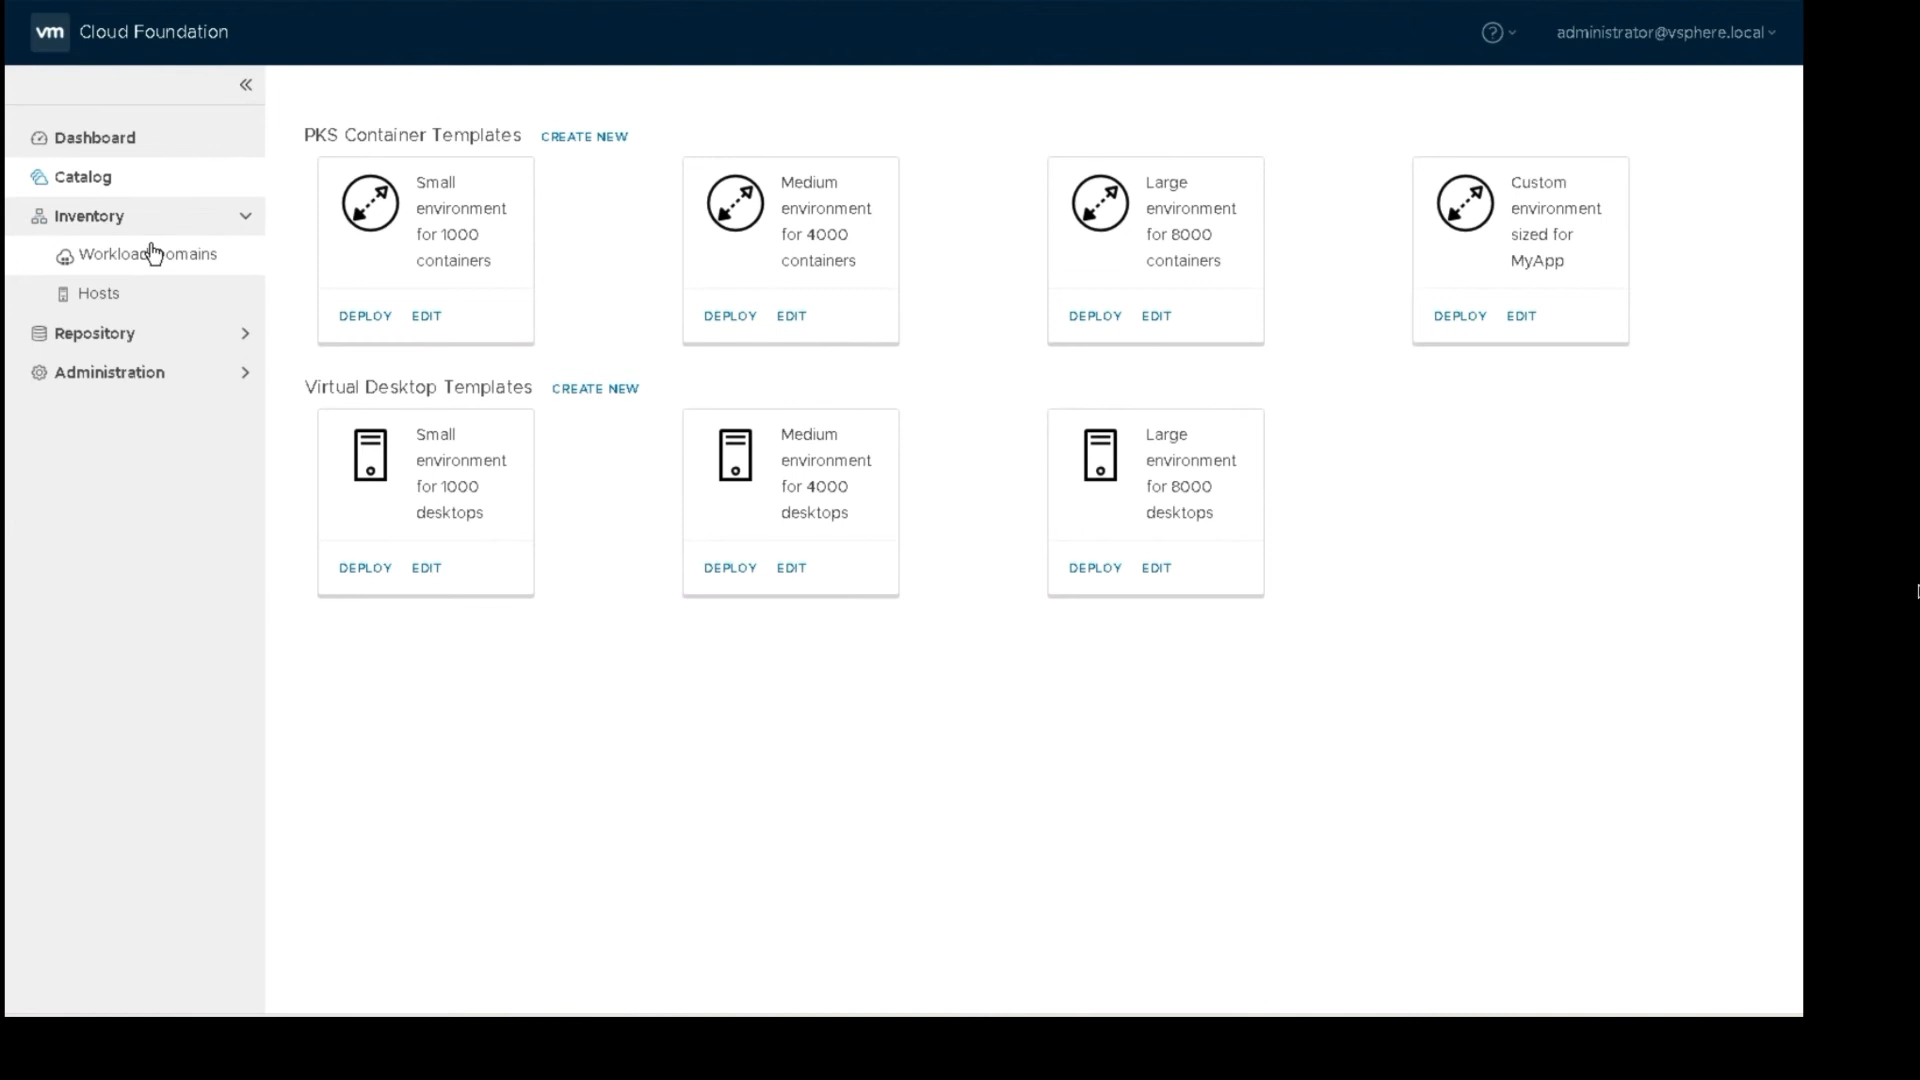 vm Cloud Foundation
administrator@vsphere.local
Dashboard
Catalog
Inventory
Workload Domains
Hosts
Repository
Administration
PKS Container Templates CREATE NEW
Small
environment
for 1000
containers
DEPLOY EDIT
Medium
environment
for 4000
containers
DEPLOY EDIT
Large
environment
for 8000
containers
DEPLOY EDIT
Custom
environment
sized for
MyApp
DEPLOY EDIT
Virtual Desktop Templates CREATE NEW
Small
environment
for 1000
desktops
DEPLOY EDIT
Medium
environment
for 4000
desktops
DEPLOY EDIT
Large
environment
for 8000
desktops
DEPLOY EDIT